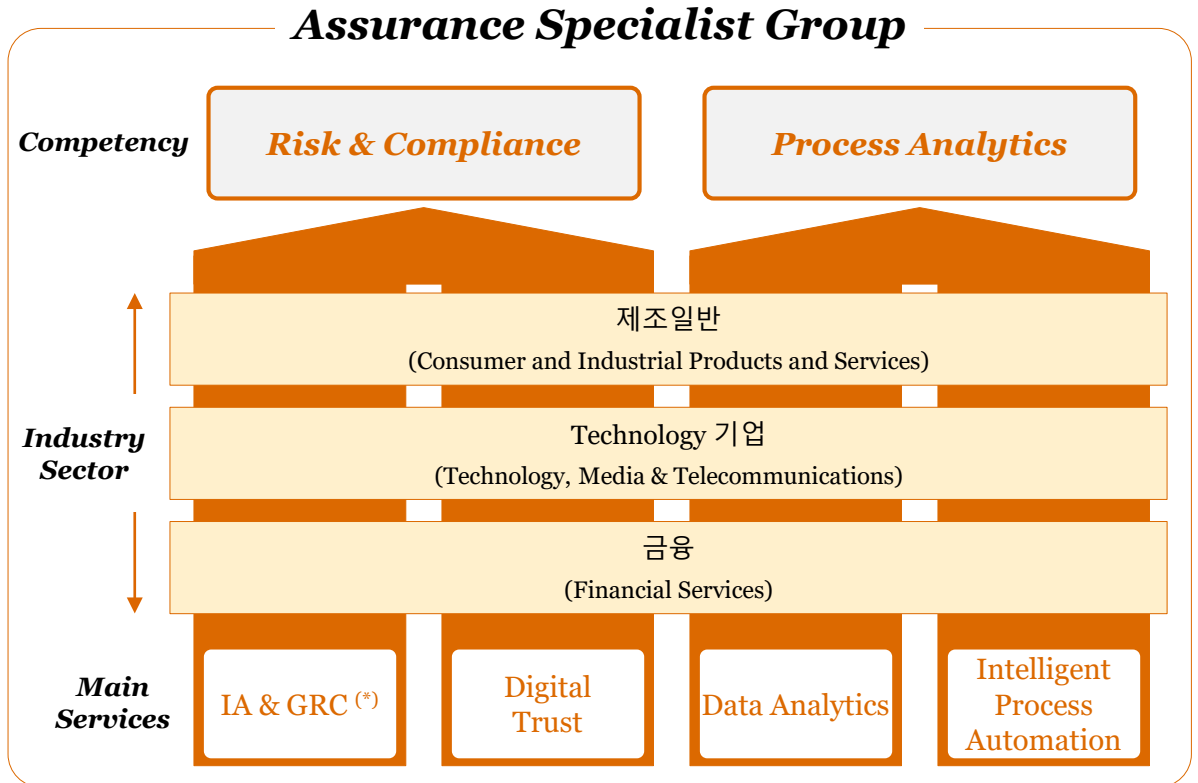 Assurance Specialist Group
Competency
Risk & Compliance
Process Analytics
제조일반
(Consumer and Industrial Products and Services)
Industry
Sector
Technology 기업
(Technology, Media & Telecommunications)
금융
(Financial Services)
Main
Services
IA & GRC (*)
Digital
Trust
Data Analytics
Intelligent
Process
Automation